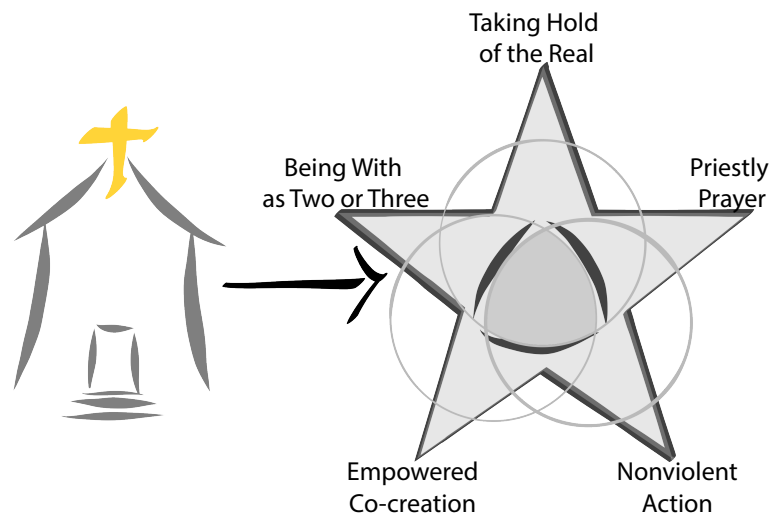 Taking Hold
of the Real
Being With
as Two or Three
Priestly
Prayer
Empowered
Co-creation
Nonviolent
Action